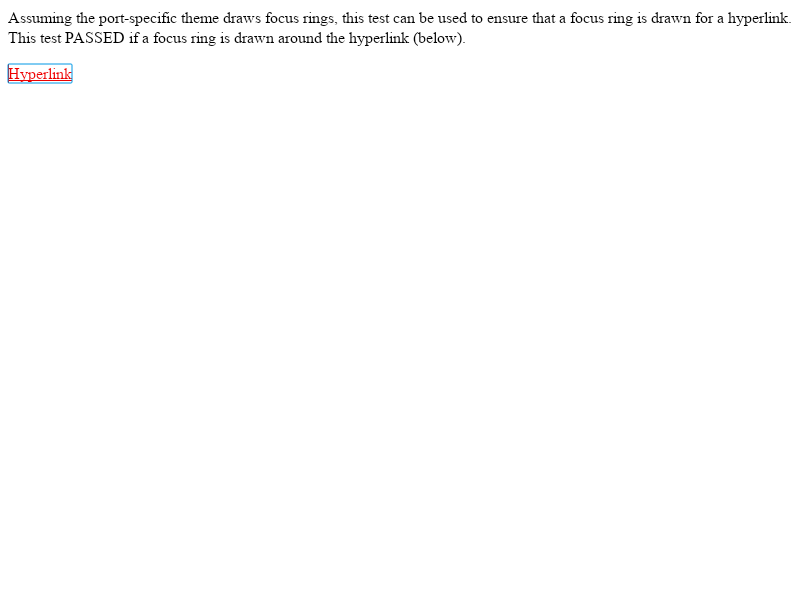 Assuming the port-specific theme draws focus rings, this test can be used to ensure that a focus ring is drawn for a hyperlink.
This test PASSED if a focus ring is drawn around the hyperlink (below).
Hyperlink